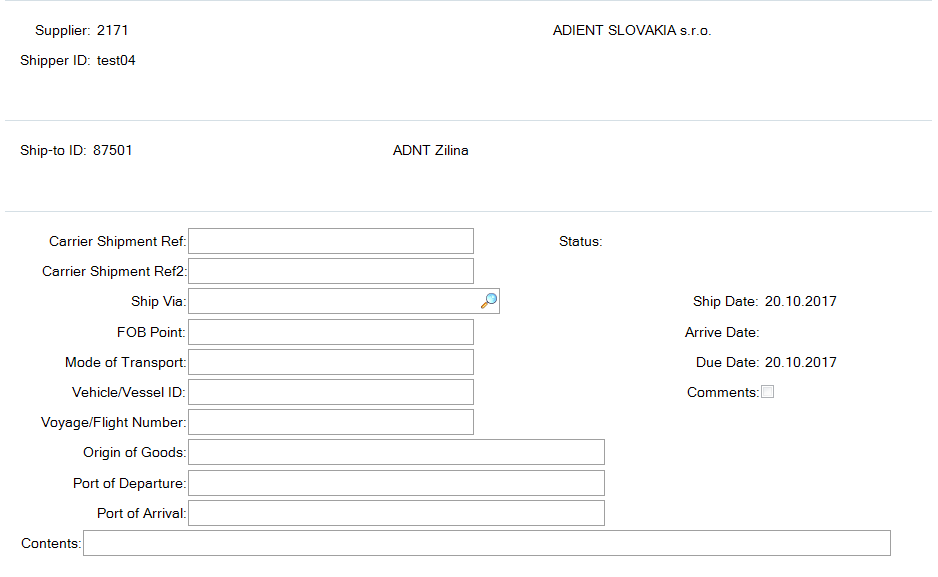 Supplier: 2171 ADIENT SLOVAKIA s.r.o.
Shipper ID: test04
Ship-to ID: 87501 ADNT Zilina
Carrier Shipment Ref: Status:
Carrier Shipment Ref2:
Ship Via: Ship Date: 20.10.2017
FOB Point: Arrive Date:
Mode of Transport: Due Date: 20.10.2017
Vehicle/Vessel ID: Comments:
Voyage/Flight Number:
Origin of Goods:
Port of Departure:
Port of Arrival:
Contents: